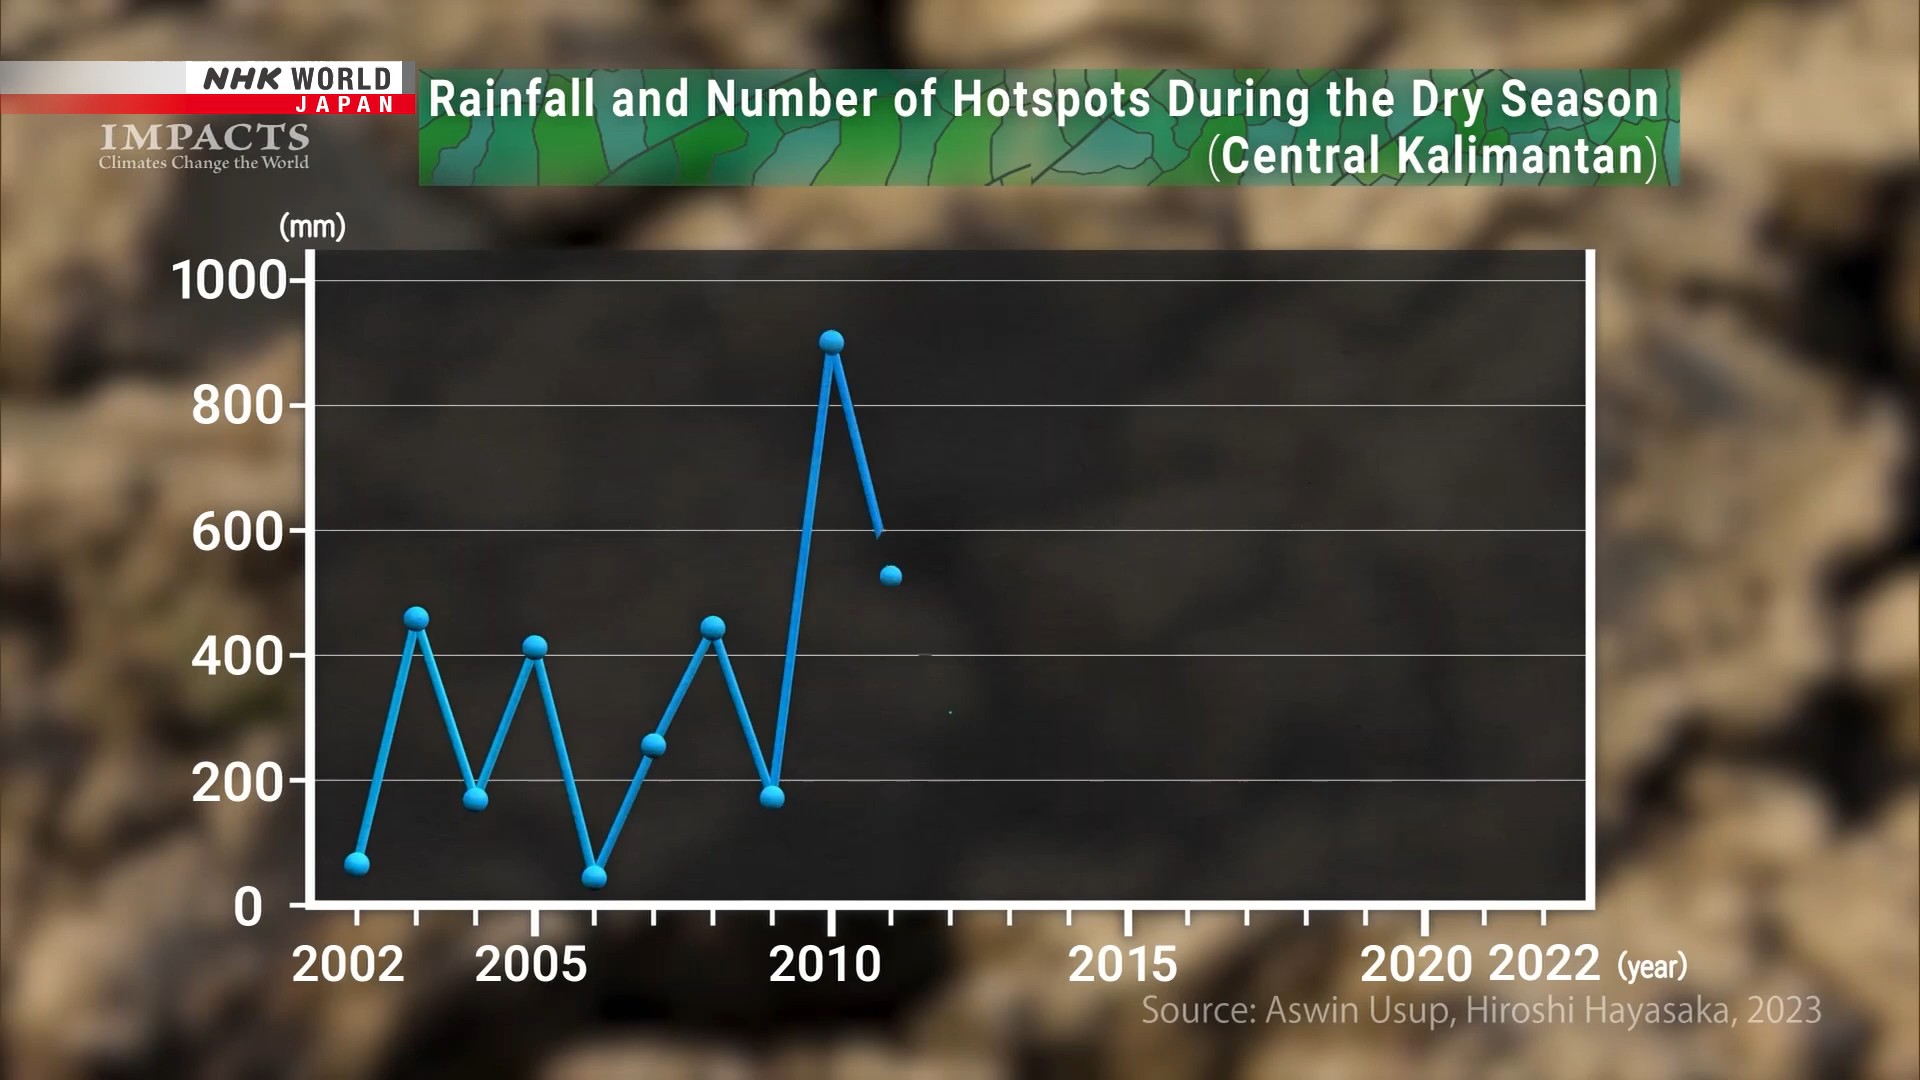 NHK WORLD
JAPAN
IMPACTS
Climates Change the World
Rainfall and Number of Hotspots During the Dry Season
(Central Kalimantan)
(mm)
1000
800
600
400
200
0
2002 2005 2010 2015 2020 2022 (year)
Source: Aswin Usup, Hiroshi Hayasaka, 2023